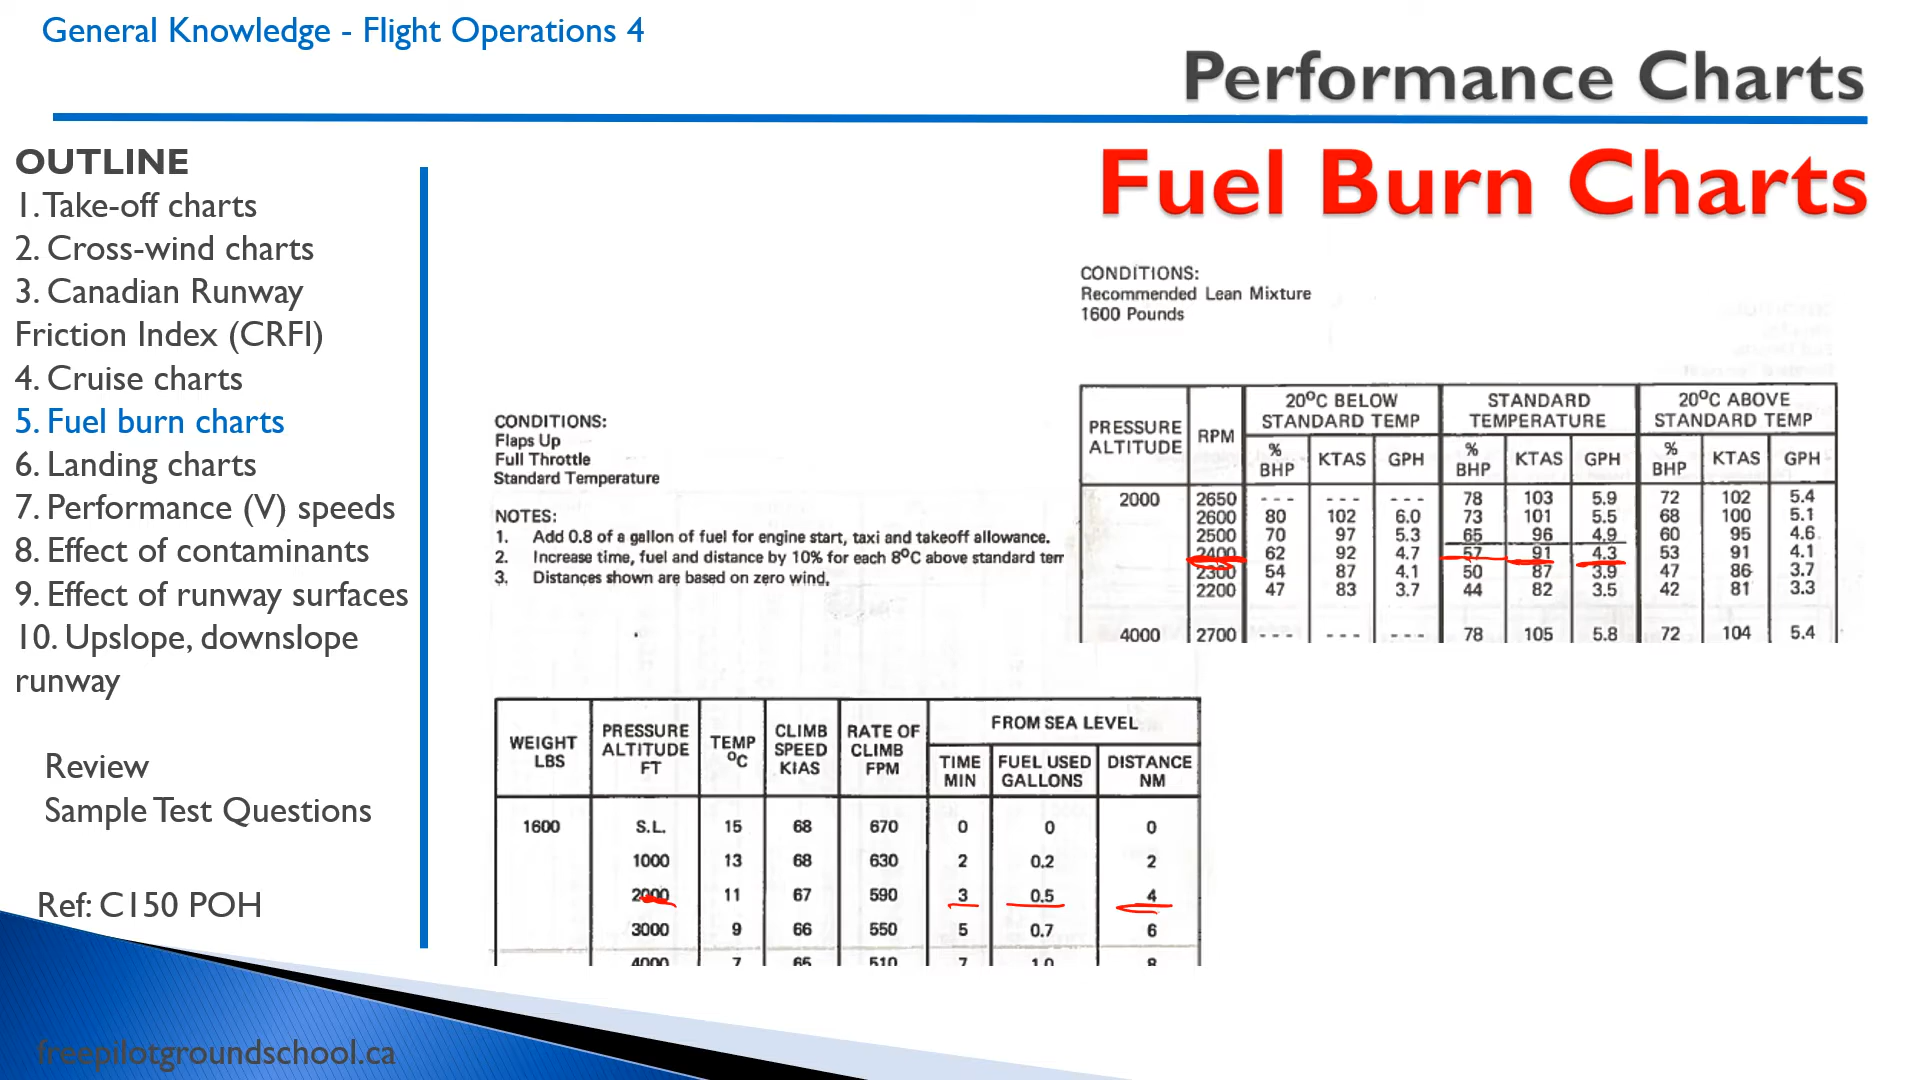 General Knowledge - Flight Operations 4
Performance Charts
Fuel Burn Charts
OUTLINE
1. Take-off charts
2. Cross-wind charts
3. Canadian Runway
Friction Index (CRFI)
4. Cruise charts
5. Fuel burn charts
6. Landing charts
7. Performance (V) speeds
8. Effect of contaminants
9. Effect of runway surfaces
10. Upslope, downslope
runway
Review
Sample Test Questions
Ref: C150 POH
freepilotgroundschool.ca
CONDITIONS:
Recommended Lean Mixture
1600 Pounds
PRESSURE ALTITUDE RPM 20°C BELOW STANDARD TEMP STANDARD TEMPERATURE 20°C ABOVE STANDARD TEMP
% BHP KTAS GPH % BHP KTAS GPH % BHP KTAS GPH
2000 2650 --- --- --- 78 103 5.9 72 102 5.4
2600 80 102 6.0 73 101 5.5 68 100 5.1
2500 70 97 5.3 65 96 4.9 60 95 4.6
2400 62 92 4.7 57 91 4.3 53 91 4.1
2300 54 87 4.1 50 87 3.9 47 86 3.7
2200 47 83 3.7 44 82 3.5 42 81 3.3
4000 2700 --- --- --- 78 105 5.8 72 104 5.4
CONDITIONS:
Flaps Up
Full Throttle
Standard Temperature
NOTES:
1. Add 0.8 of a gallon of fuel for engine start, taxi and takeoff allowance.
2. Increase time, fuel and distance by 10% for each 8°C above standard
3. Distances shown are based on zero wind.
WEIGHT LBS PRESSURE ALTITUDE FT TEMP °C CLIMB SPEED KIAS RATE OF CLIMB FPM FROM SEA LEVEL
TIME MIN FUEL USED GALLONS DISTANCE NM
1600 S.L. 15 68 670 0 0 0
1000 13 68 630 2 0.2 2
2000 11 67 590 3 0.5 4
3000 9 66 550 5 0.7 6
4000 7 65 510 7 1.0 8